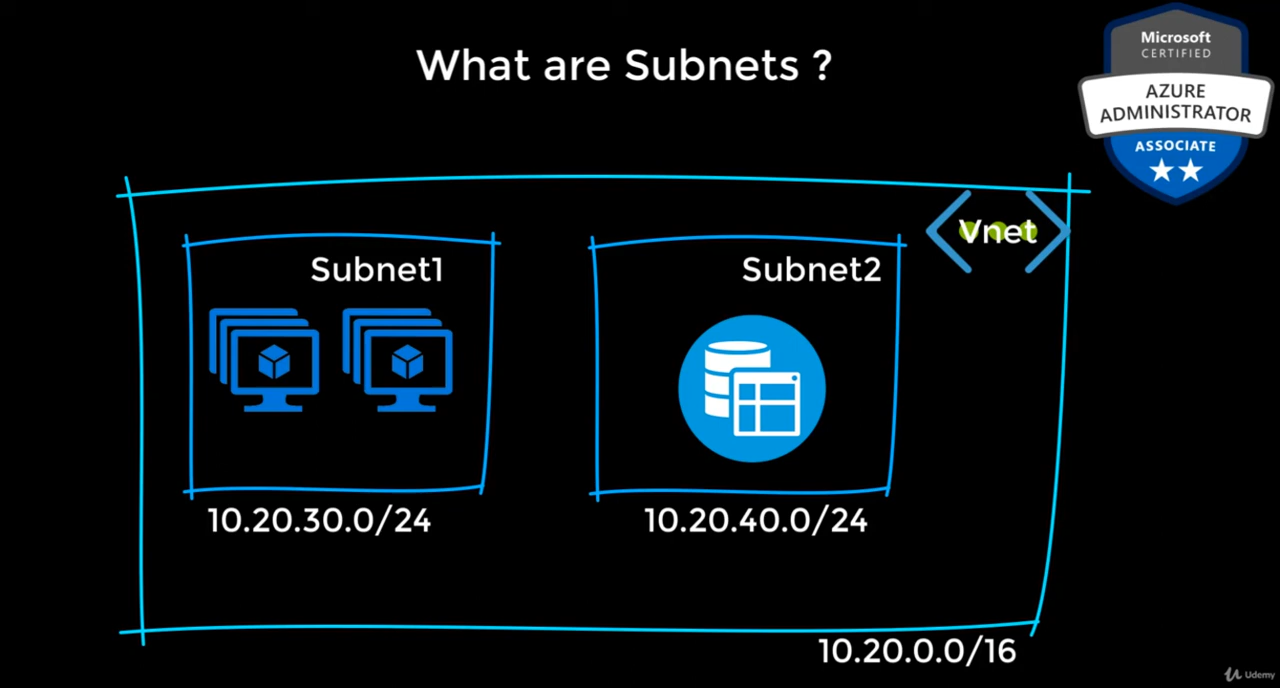 What are Subnets ?
Microsoft
CERTIFIED
AZURE
ADMINISTRATOR
ASSOCIATE
Vnet
Subnet1
Subnet2
10.20.30.0/24
10.20.40.0/24
10.20.0.0/16
Udemy